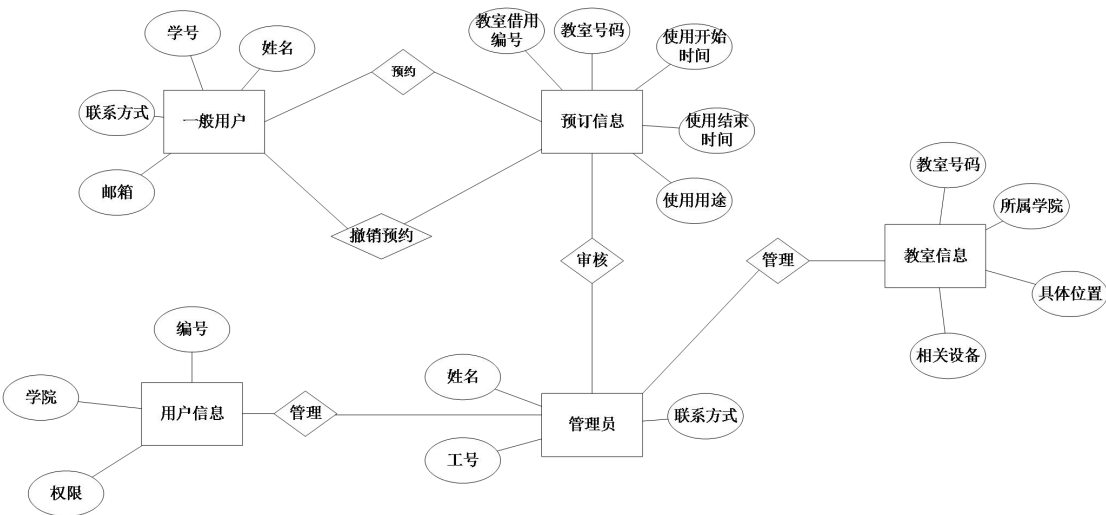 学号
姓名
联系方式
邮箱
一般用户
预约
撤销预约
教室借用
编号
教室号码
使用开始
时间
预订信息
使用结束
时间
使用用途
审核
管理
教室号码
所属学院
教室信息
具体位置
相关设备
编号
学院
用户信息
权限
管理
姓名
工号
管理员
联系方式